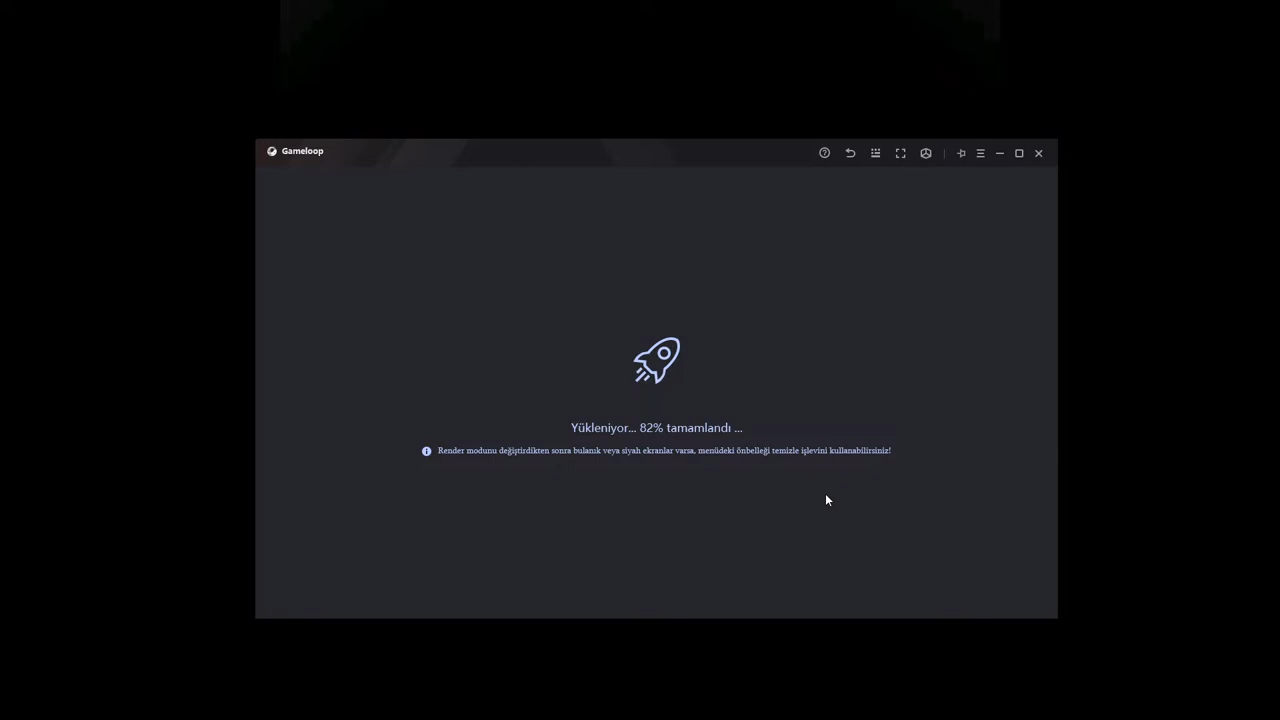 Gameloop
Yükleniyor... 82% tamamlandı ...
Render modunu değiştirdikten sonra bulanık veya siyah ekranlar varsa, menüdeki önbelleği temizle işlevini kullanabilirsiniz!